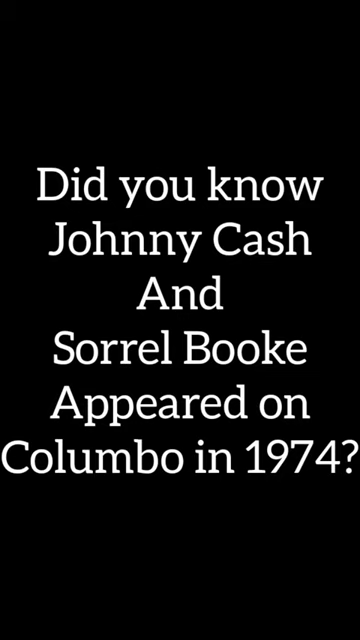 Did you know
Johnny Cash
And
Sorrel Booke
Appeared on
Columbo in 1974?